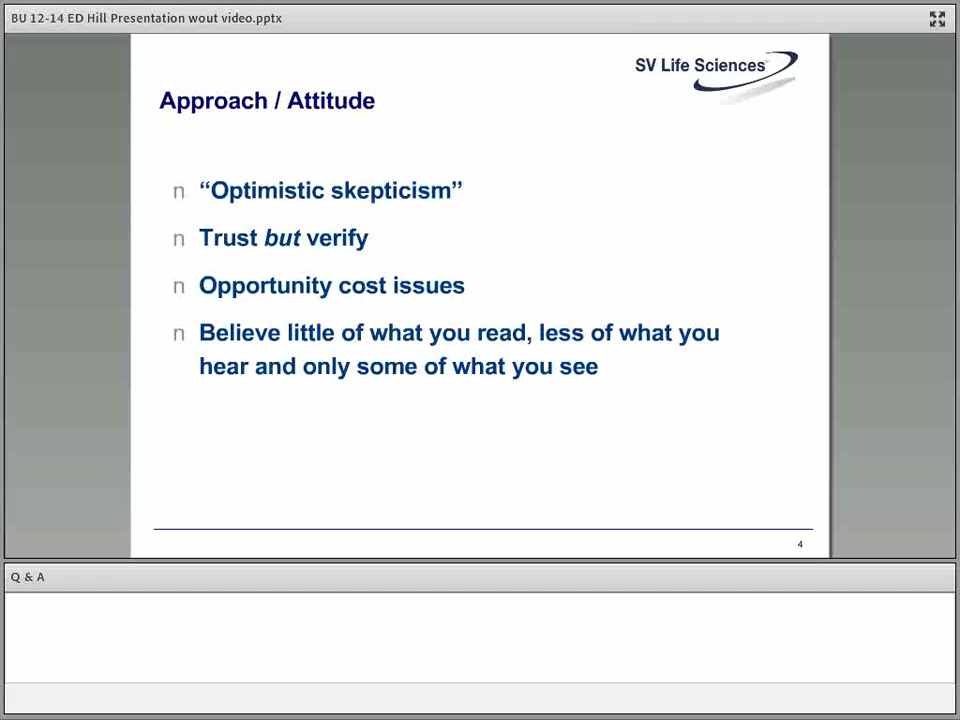 BU 12-14 ED Hill Presentation wout video.pptx
SV Life Sciences
Approach / Attitude
n “Optimistic skepticism”
n Trust but verify
n Opportunity cost issues
n Believe little of what you read, less of what you
hear and only some of what you see
4
Q & A